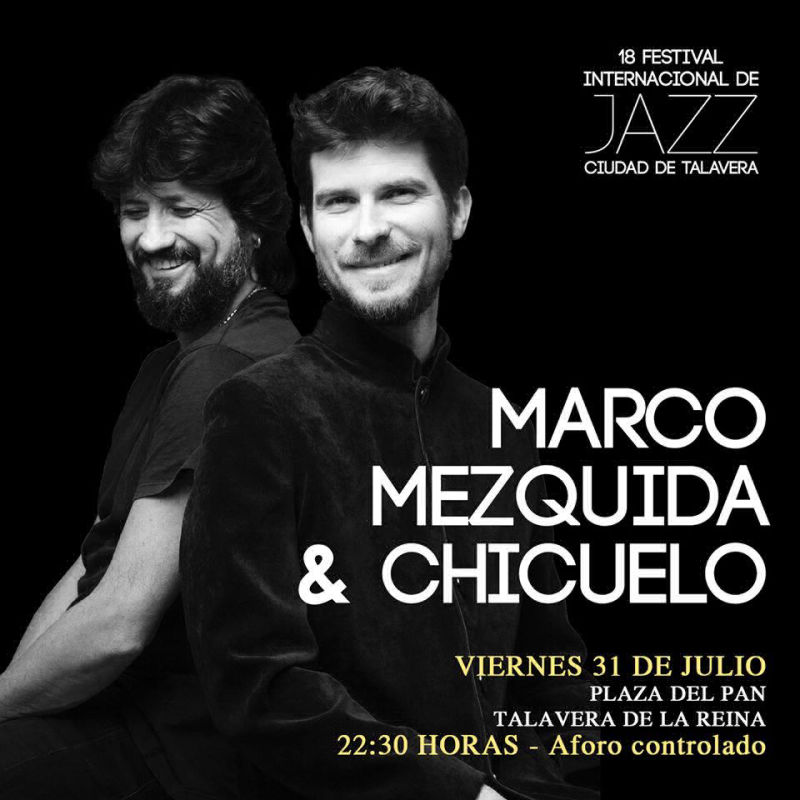 18 FESTIVAL
INTERNACIONAL DE
JAZZ
CIUDAD DE TALAVERA
MARCO
MEZQUIDA
& CHICUELO
VIERNES 31 DE JULIO
PLAZA DEL PAN
TALAVERA DE LA REINA
22:30 HORAS - Aforo controlado